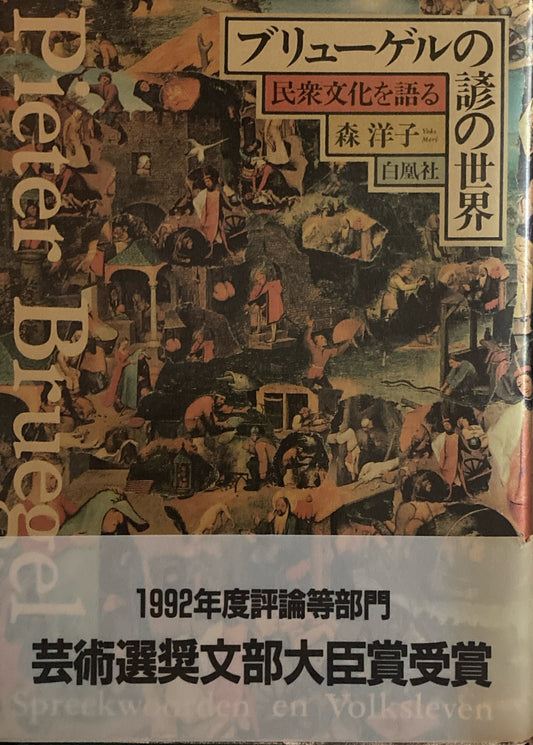 ブリューゲルの諺の世界
民衆文化を語る
森 洋子
Yoko
Mori
白凰社
Pieter Bruegel
1992年度評論等部門
芸術選奨文部大臣賞受賞
Spreekwoorden en Volksleven